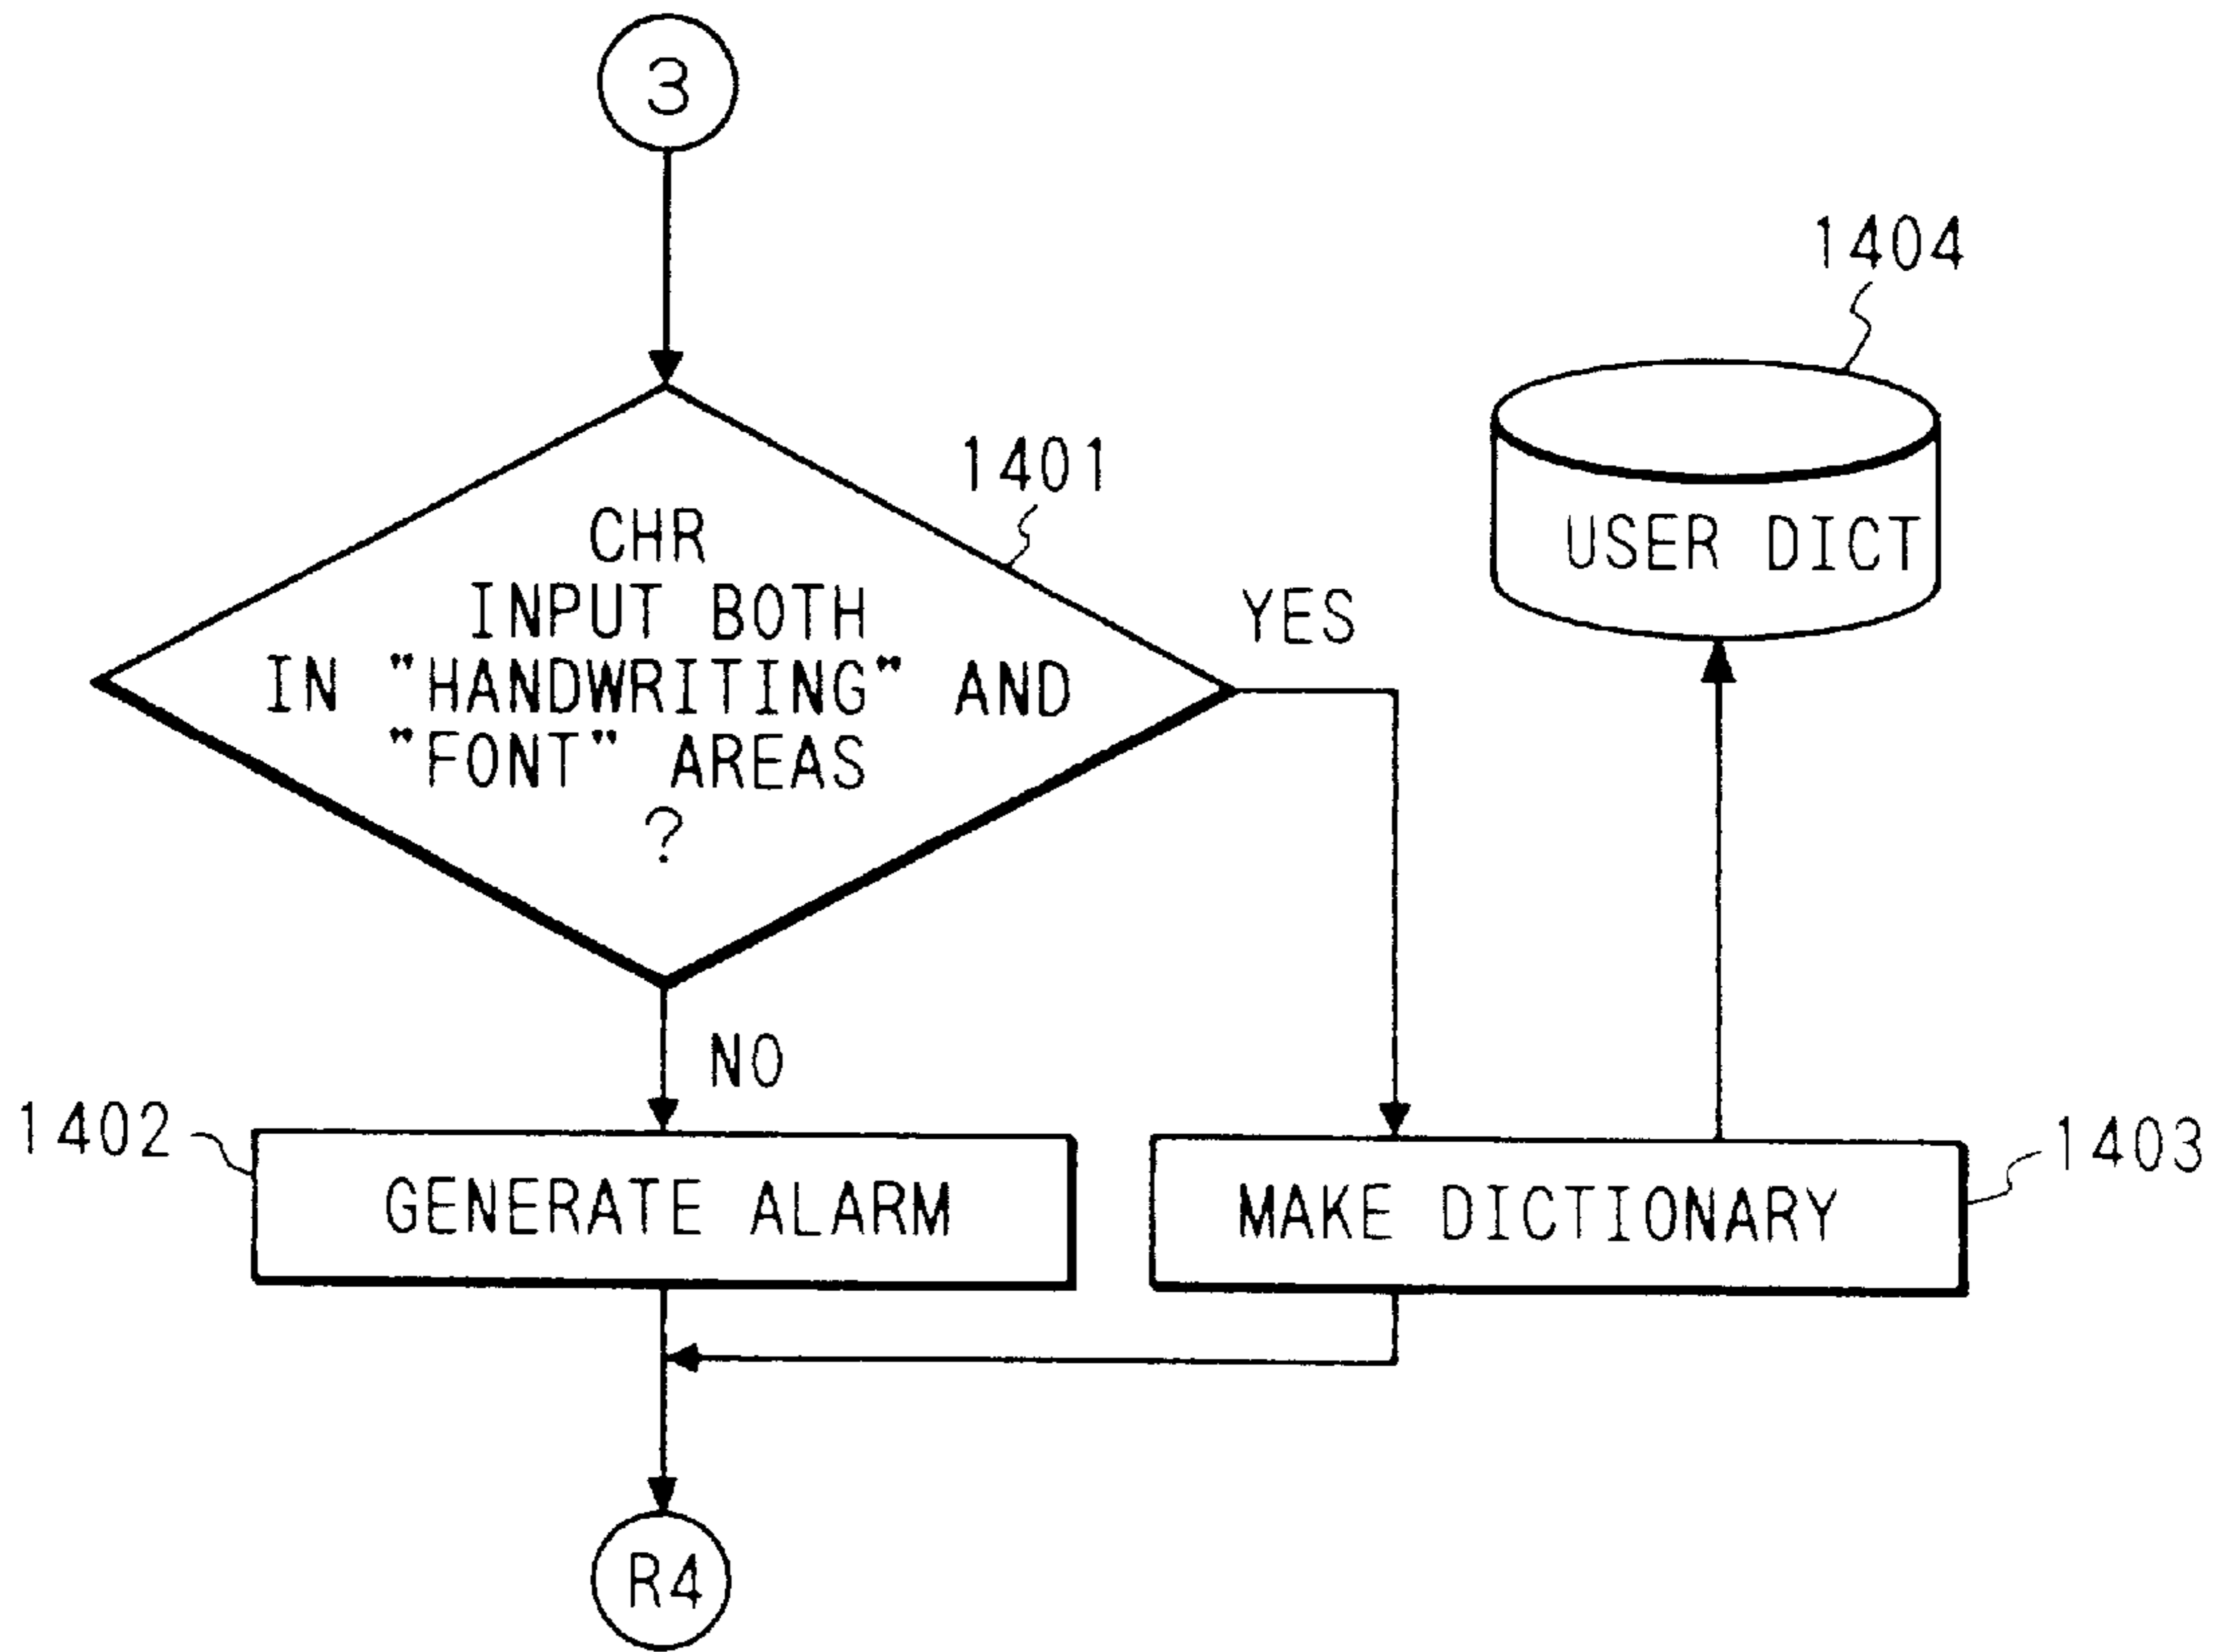 3
1404
1401
CHR
INPUT BOTH
IN "HANDWRITING" AND
"FONT" AREAS
?
YES
USER DICT
NO
1402
GENERATE ALARM
MAKE DICTIONARY
1403
R4